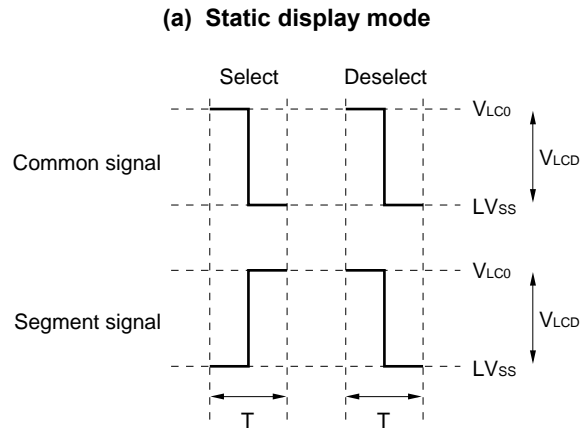 (a) Static display mode
Select Deselect
VLC0
Common signal
VLCD
LVSS
VLC0
Segment signal
VLCD
LVSS
T T